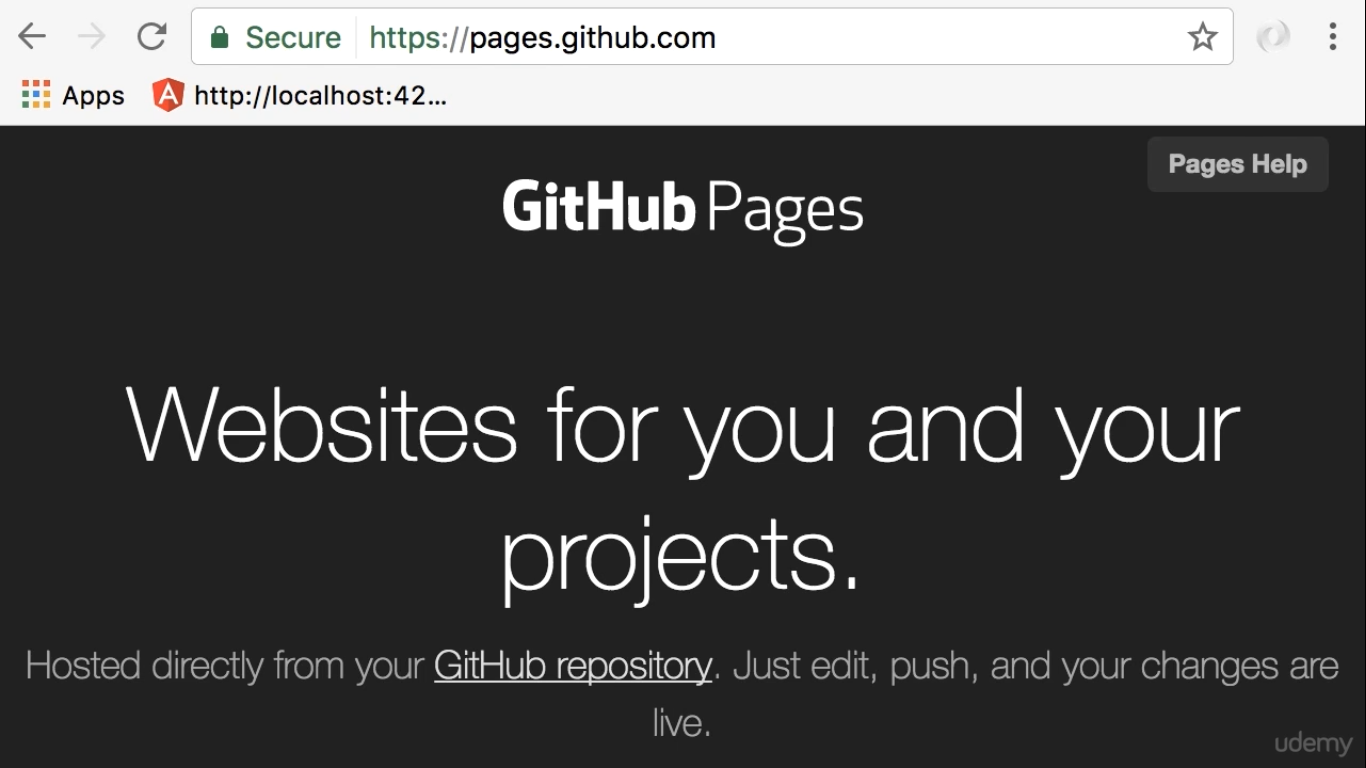 Secure https://pages.github.com
Apps http://localhost:42...
Pages Help
GitHub Pages
Websites for you and your
projects.
Hosted directly from your GitHub repository. Just edit, push, and your changes are
live.
udemy